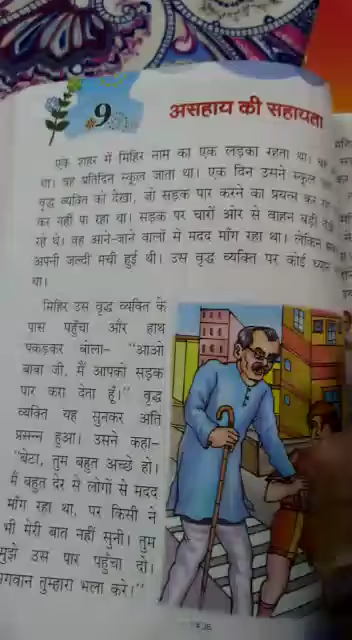 9
असहाय की सहायता
एक शहर में मिहिर नाम का एक लड़का रहता था।
था। वह प्रतिदिन स्कूल जाता था। एक दिन उसने स्कूल
वृद्ध व्यक्ति को देखा, जो सड़क पार करने का प्रयत्न कर
कर नहीं पा रहा था। सड़क पर चारों ओर से वाहन बड़ी
रहे थे। वह आने-जाने वालों से मदद माँग रहा था। लेकिन
अपनी जल्दी मची हुई थी। उस वृद्ध व्यक्ति पर कोई
था।
मिहिर उस वृद्ध व्यक्ति के
पास पहुँचा और हाथ
पकड़कर बोला- "आओ
बाबा जी, मैं आपको सड़क
पार करा देता हूँ।" वृद्ध
व्यक्ति यह सुनकर अति
प्रसन्न हुआ। उसने कहा-
"बेटा, तुम बहुत अच्छे हो।
मैं बहुत देर से लोगों से मदद
माँग रहा था, पर किसी ने
भी मेरी बात नहीं सुनी। तुम
मुझे उस पार पहुँचा दो।
तुम्हारा भला करे।"